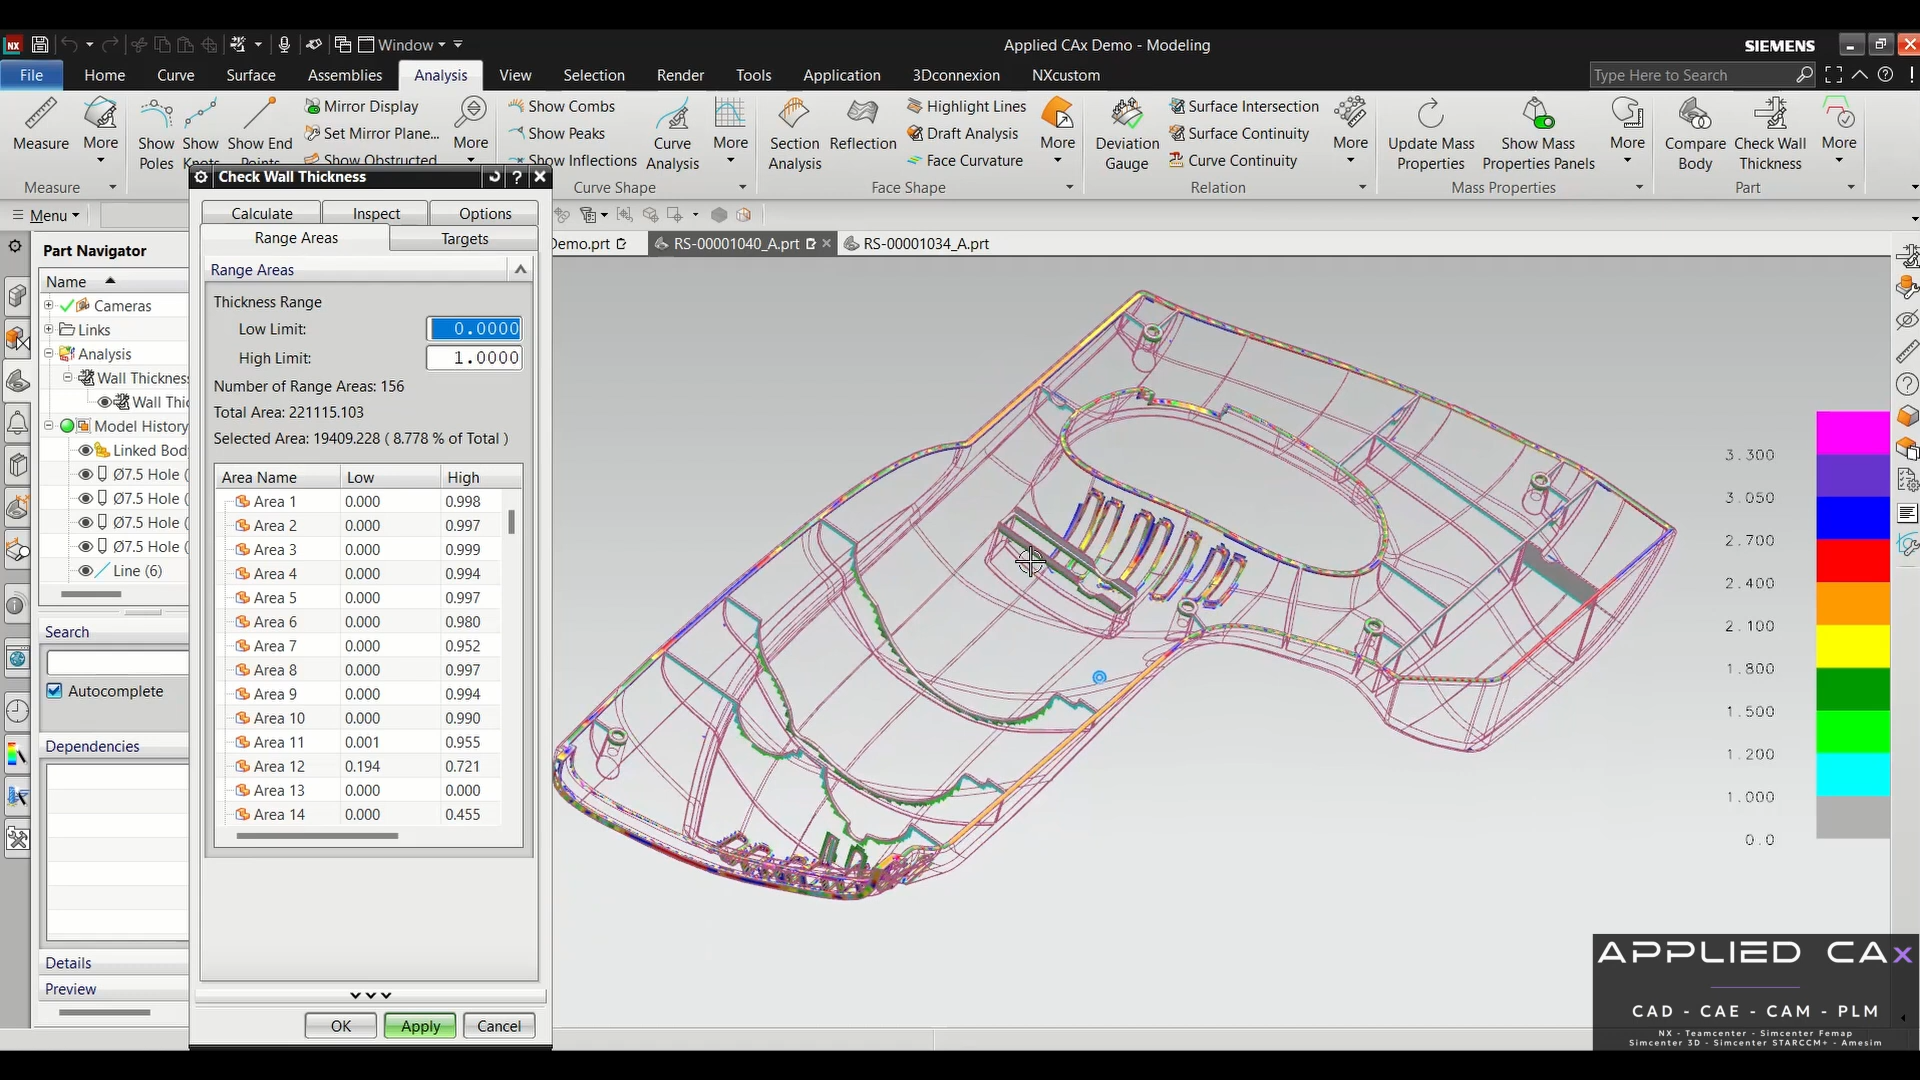 NX
Window
Applied CAx Demo - Modeling
SIEMENS
File
Home
Curve
Surface
Assemblies
Analysis
View
Selection
Render
Tools
Application
3Dconnexion
NXcustom
Type Here to Search
Measure
More
Show Poles
Show
Show End
Mirror Display
Set Mirror Plane...
Show Obstructed
More
Show Combs
Show Peaks
Show Inflections
Curve Analysis
More
Section Analysis
Reflection
Highlight Lines
Draft Analysis
Face Curvature
More
Deviation Gauge
Surface Intersection
Surface Continuity
Curve Continuity
More
Update Mass Properties
Show Mass Properties Panels
More
Compare Body
Check Wall Thickness
More
Measure
Curve Shape
Face Shape
Relation
Mass Properties
Part
Menu
Demo.prt
RS-00001040_A.prt
RS-00001034_A.prt
Part Navigator
Name
Cameras
Links
Analysis
Wall Thickness
Wall Thi
Model History
Linked Bod
Ø7.5 Hole (
Ø7.5 Hole (
Ø7.5 Hole (
Ø7.5 Hole (
Line (6)
Search
Autocomplete
Dependencies
Details
Preview
Check Wall Thickness
Calculate
Inspect
Options
Range Areas
Targets
Range Areas
Thickness Range
Low Limit: 0.0000
High Limit: 1.0000
Number of Range Areas: 156
Total Area: 221115.103
Selected Area: 19409.228 ( 8.778 % of Total )
Area Name Low High
Area 1 0.000 0.998
Area 2 0.000 0.997
Area 3 0.000 0.999
Area 4 0.000 0.994
Area 5 0.000 0.997
Area 6 0.000 0.980
Area 7 0.000 0.952
Area 8 0.000 0.997
Area 9 0.000 0.994
Area 10 0.000 0.990
Area 11 0.001 0.955
Area 12 0.194 0.721
Area 13 0.000 0.000
Area 14 0.000 0.455
OK
Apply
Cancel
3.300
3.050
2.700
2.400
2.100
1.800
1.500
1.200
1.000
0.0
APPLIED CAx
CAD - CAE - CAM - PLM
NX - Teamcenter - Simcenter Femap
Simcenter 3D - Simcenter STARCCM+ - Amesim